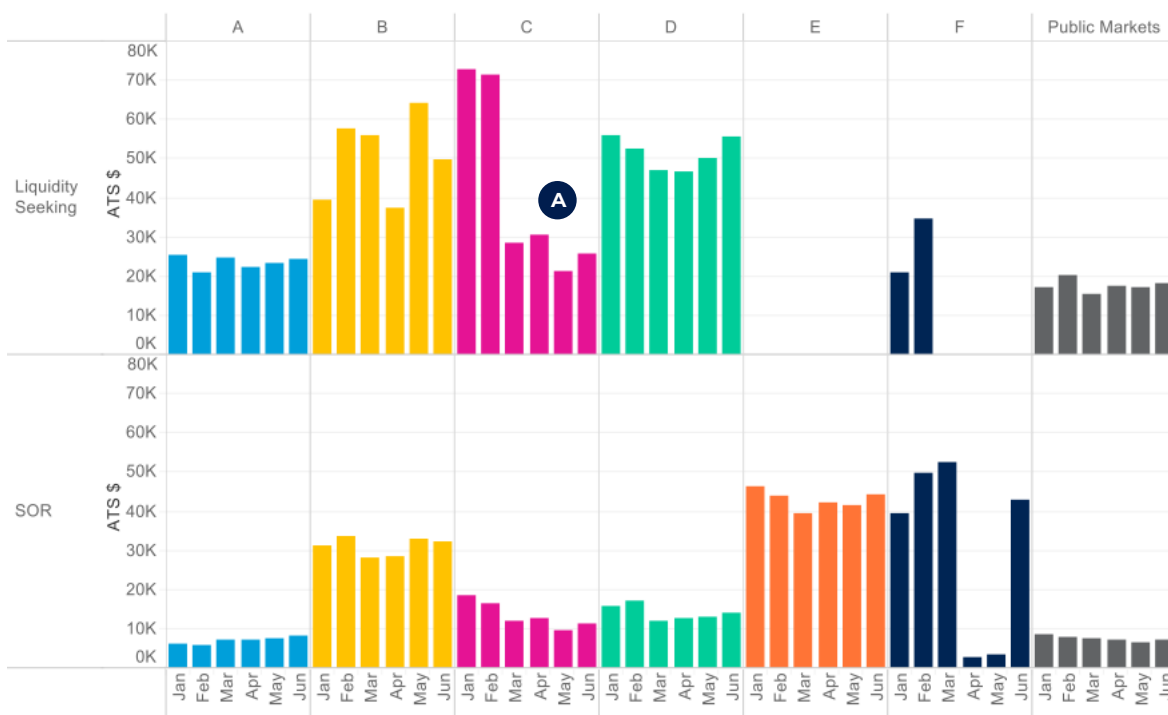 A B C D E F Public Markets
Liquidity
Seeking
ATS $
80K
70K
60K
50K
40K
30K
20K
10K
0K
A
SOR
ATS $
80K
70K
60K
50K
40K
30K
20K
10K
0K
Jan Feb Mar Apr May Jun Jan Feb Mar Apr May Jun Jan Feb Mar Apr May Jun Jan Feb Mar Apr May Jun Jan Feb Mar Apr May Jun Jan Feb Mar Apr May Jun Jan Feb Mar Apr May Jun